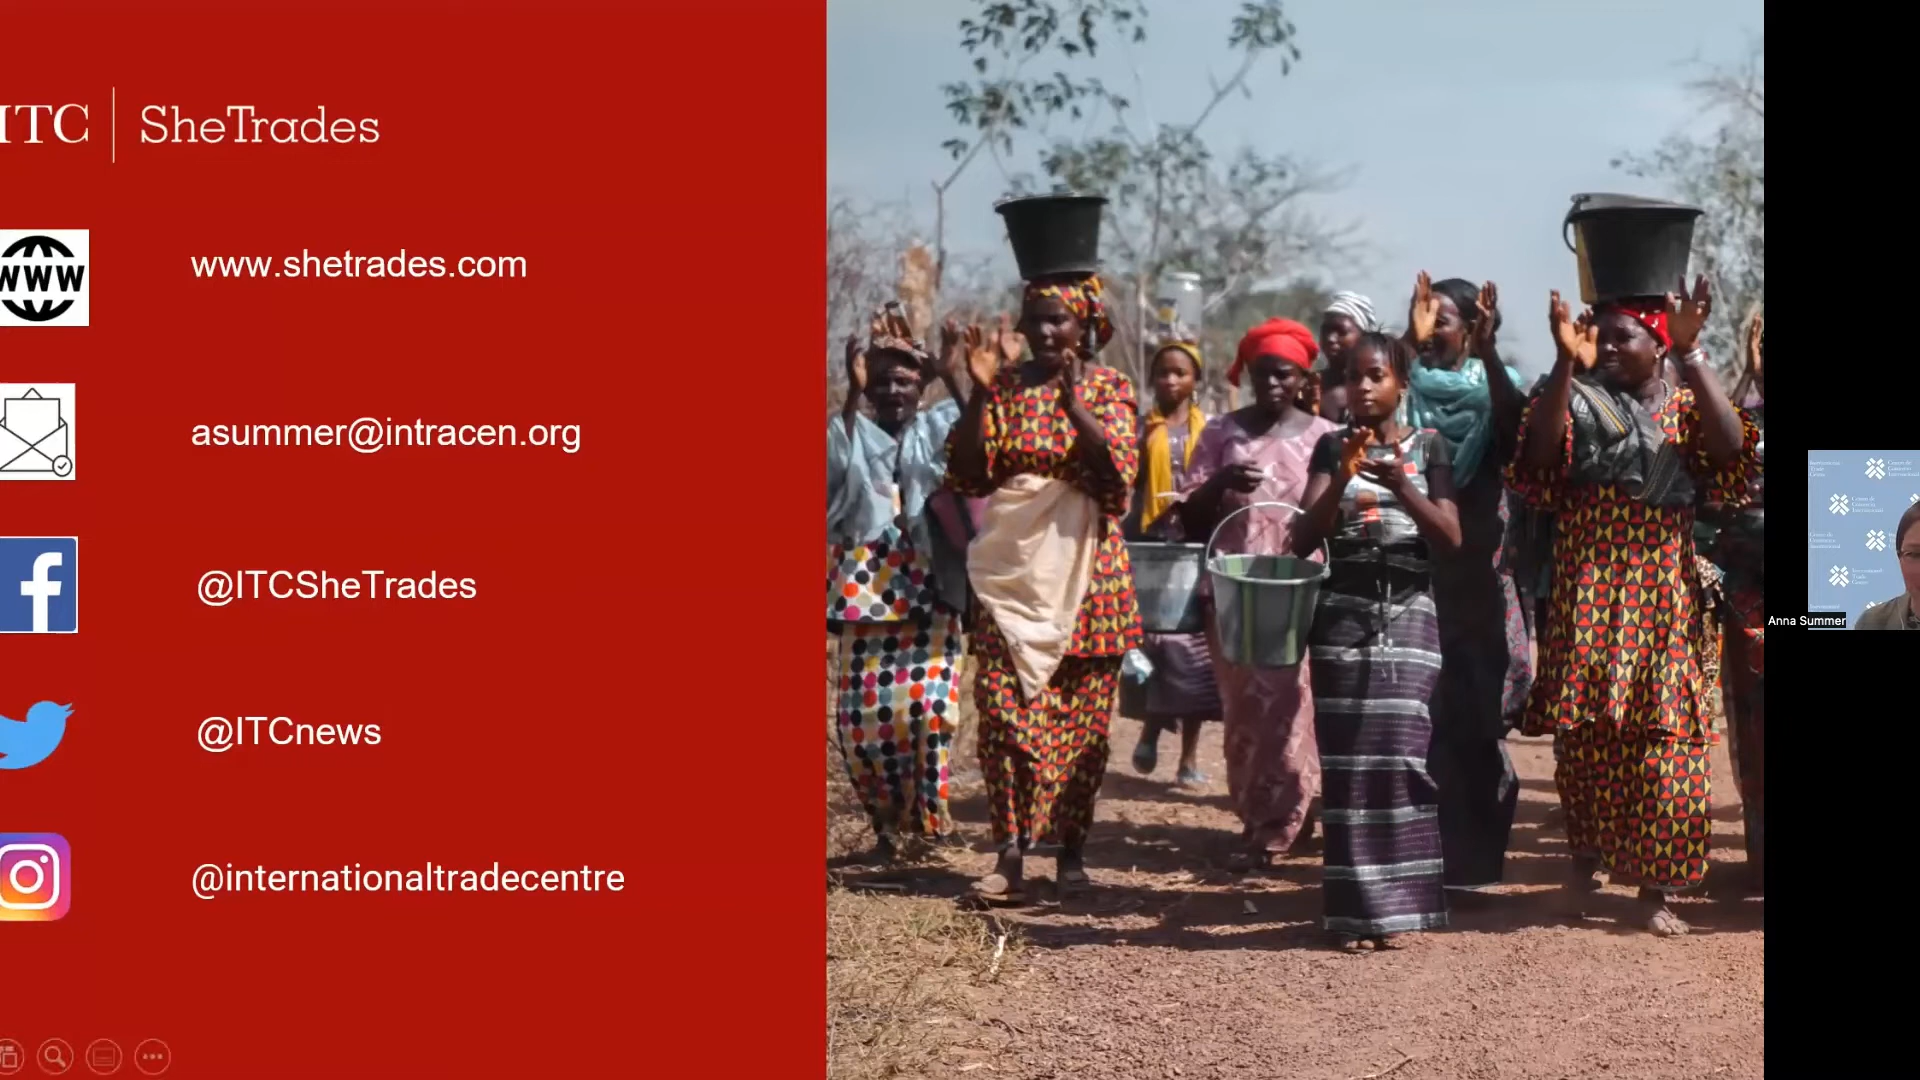 ITC | SheTrades
WWW
www.shetrades.com
asummer@intracen.org
@ITCSheTrades
@ITCnews
@internationaltradecentre
Anna Summer